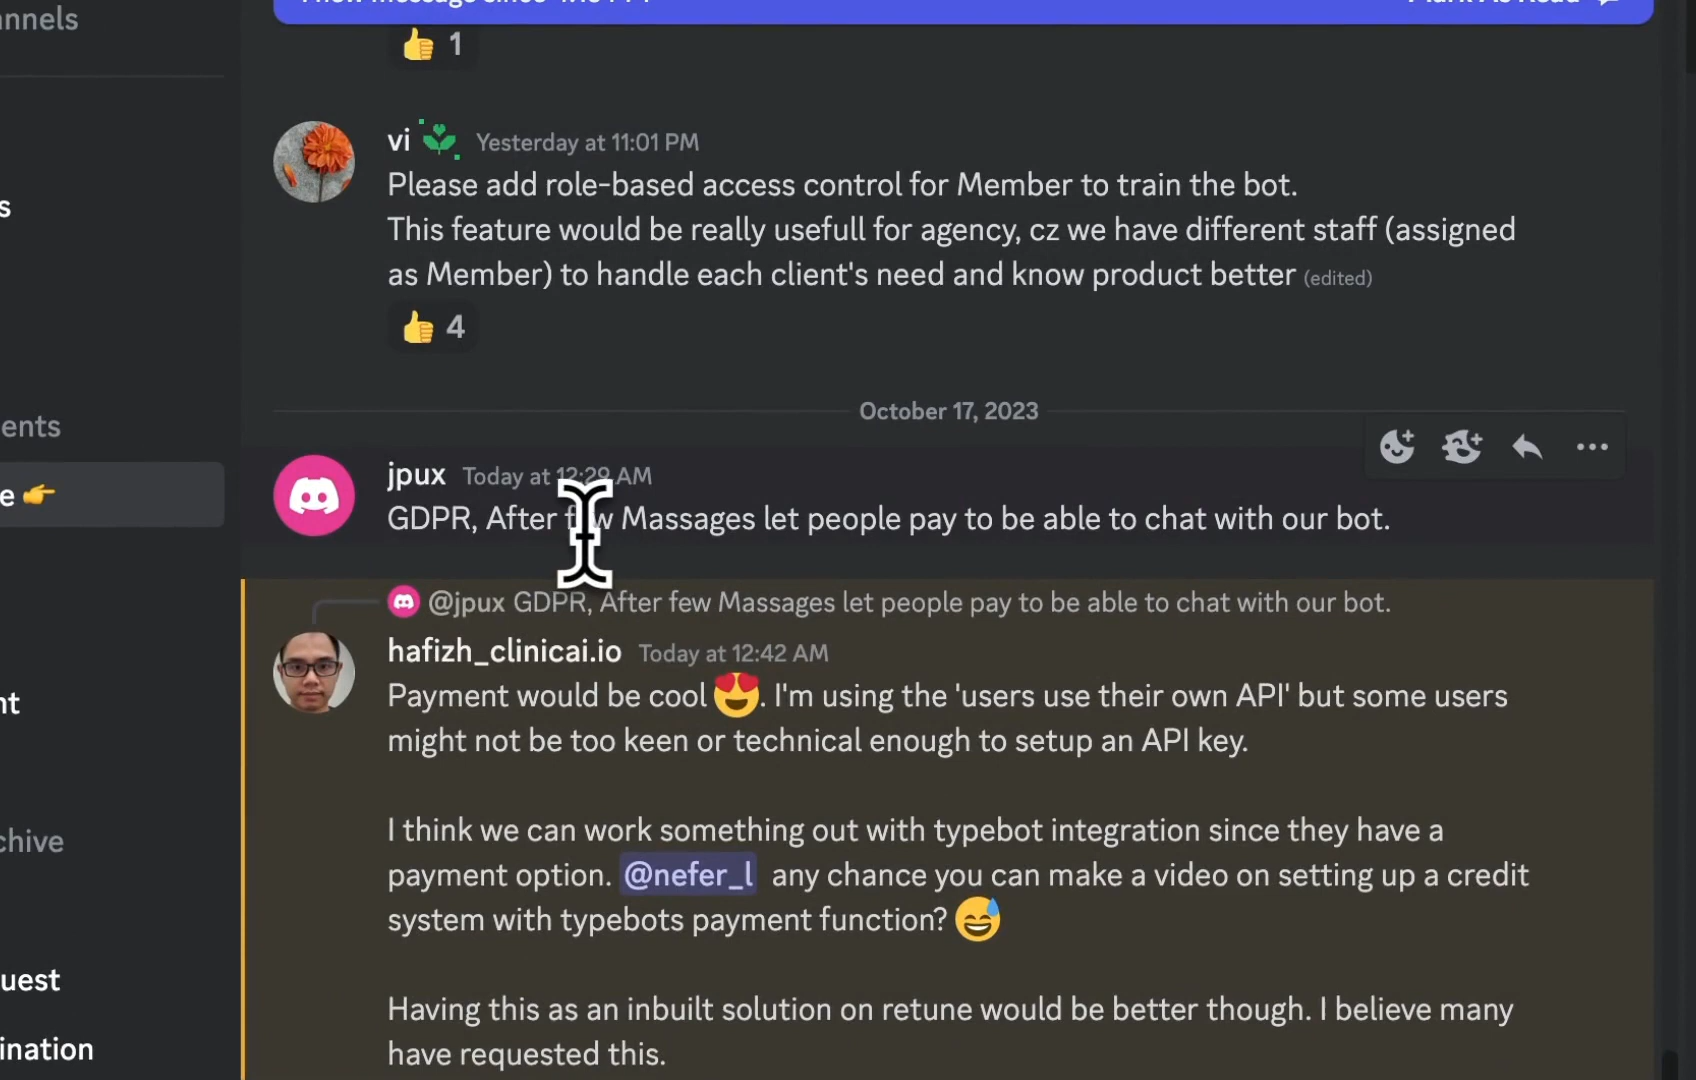 nnels
👍 1
vi Yesterday at 11:01 PM
Please add role-based access control for Member to train the bot.
This feature would be really usefull for agency, cz we have different staff (assigned
as Member) to handle each client's need and know product better (edited)
👍 4
s
October 17, 2023
ents
jpux Today at 12:29 AM
GDPR, After few Massages let people pay to be able to chat with our bot.
e 👉
@jpux GDPR, After few Massages let people pay to be able to chat with our bot.
hafizh_clinicai.io Today at 12:42 AM
Payment would be cool 😍. I'm using the 'users use their own API' but some users
might not be too keen or technical enough to setup an API key.
nt
I think we can work something out with typebot integration since they have a
payment option. @nefer_l any chance you can make a video on setting up a credit
system with typebots payment function? 😅
chive
uest
Having this as an inbuilt solution on retune would be better though. I believe many
have requested this.
ination